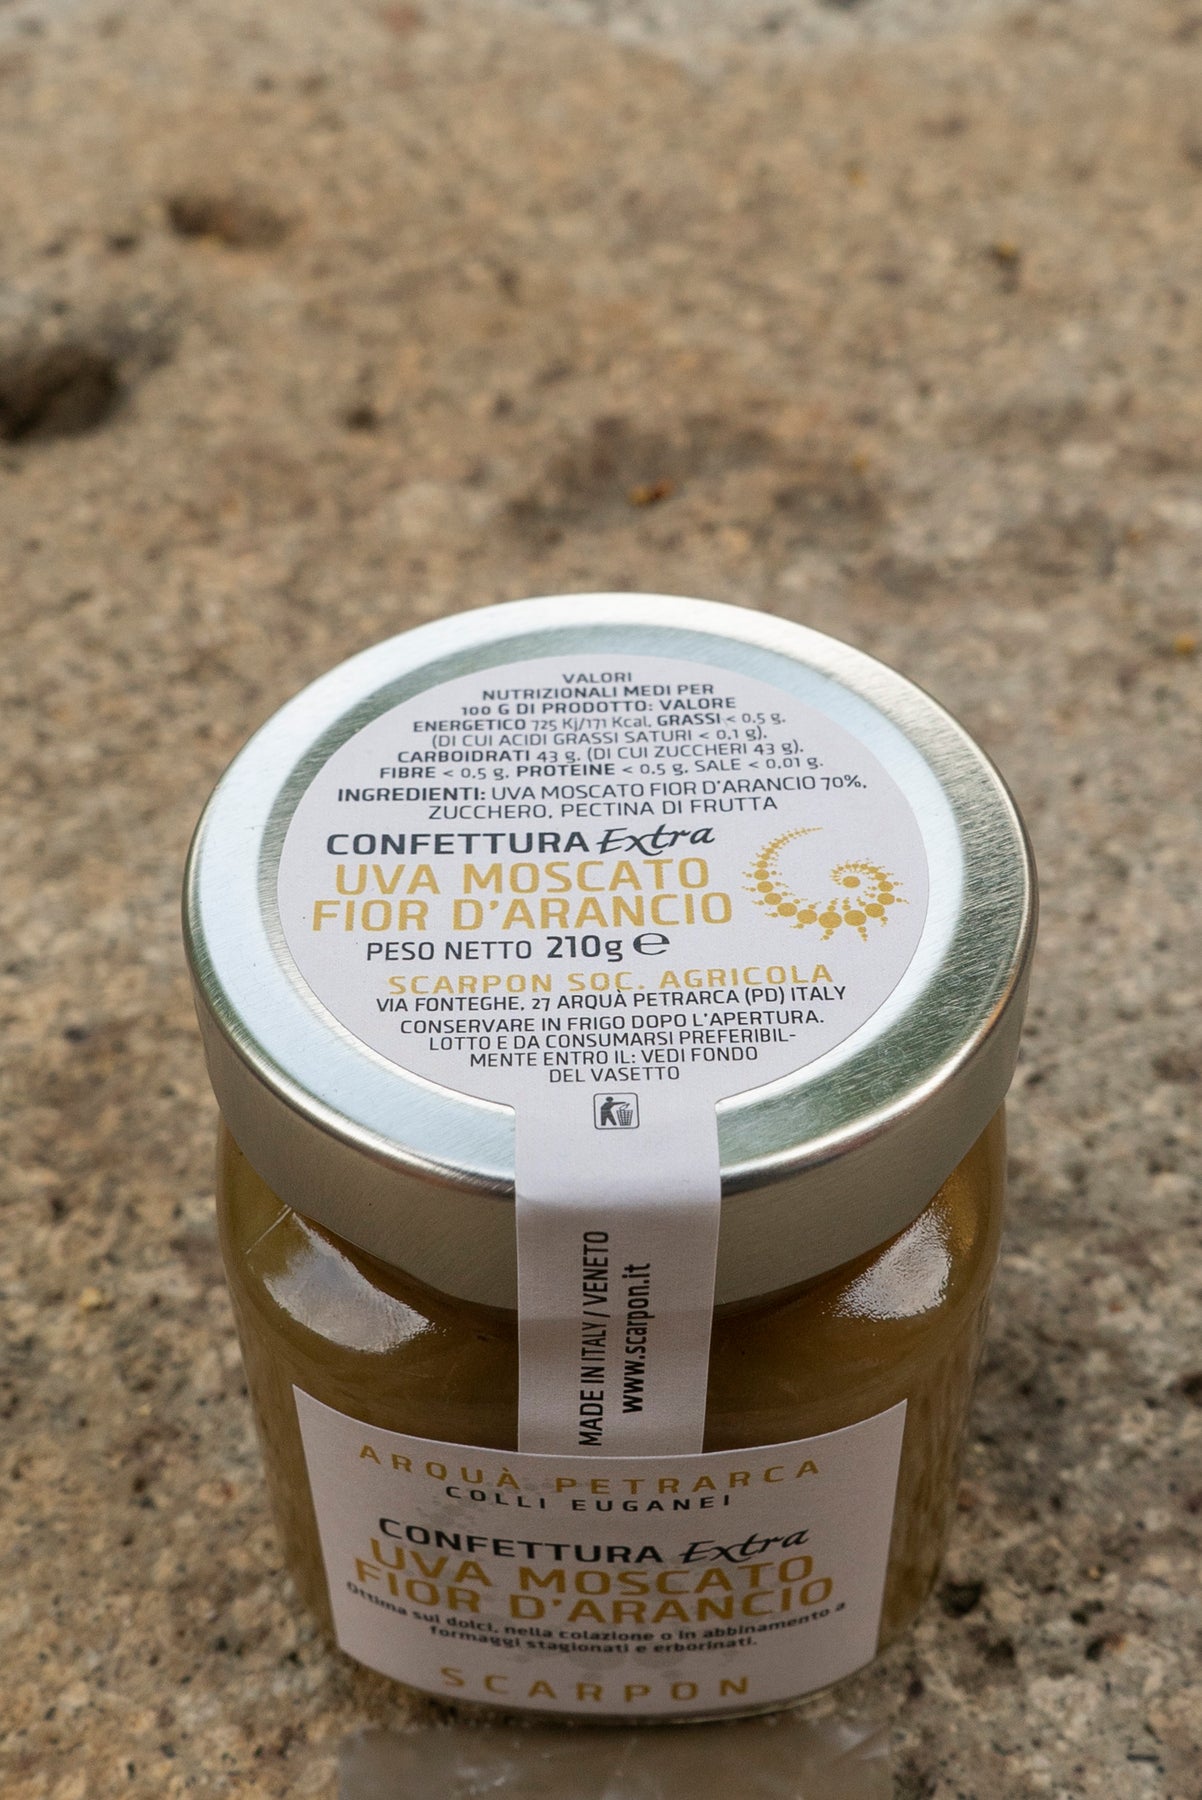 VALORI
NUTRIZIONALI MEDI PER
100 G DI PRODOTTO: VALORE
ENERGETICO 725 Kj/171 Kcal, GRASSI < 0,5 g.
(DI CUI ACIDI GRASSI SATURI < 0,1 g).
CARBOIDRATI 43 g. (DI CUI ZUCCHERI 43 g).
FIBRE < 0,5 g, PROTEINE < 0,5 g, SALE < 0,01 g.
INGREDIENTI: UVA MOSCATO FIOR D'ARANCIO 70%,
ZUCCHERO, PECTINA DI FRUTTA
CONFETTURA Extra
UVA MOSCATO
FIOR D'ARANCIO
PESO NETTO 210g ℮
SCARPON SOC. AGRICOLA
VIA FONTEGHE, 27 ARQUÀ PETRARCA (PD) ITALY
CONSERVARE IN FRIGO DOPO L'APERTURA.
LOTTO E DA CONSUMARSI PREFERIBIL-
MENTE ENTRO IL: VEDI FONDO
DEL VASETTO
MADE IN ITALY / VENETO
www.scarpon.it
ARQUÀ PETRARCA
COLLI EUGANEI
CONFETTURA Extra
UVA MOSCATO
FIOR D'ARANCIO
Ottima sui dolci, nella colazione o in abbinamento a
formaggi stagionati e erborinati.
SCARPON